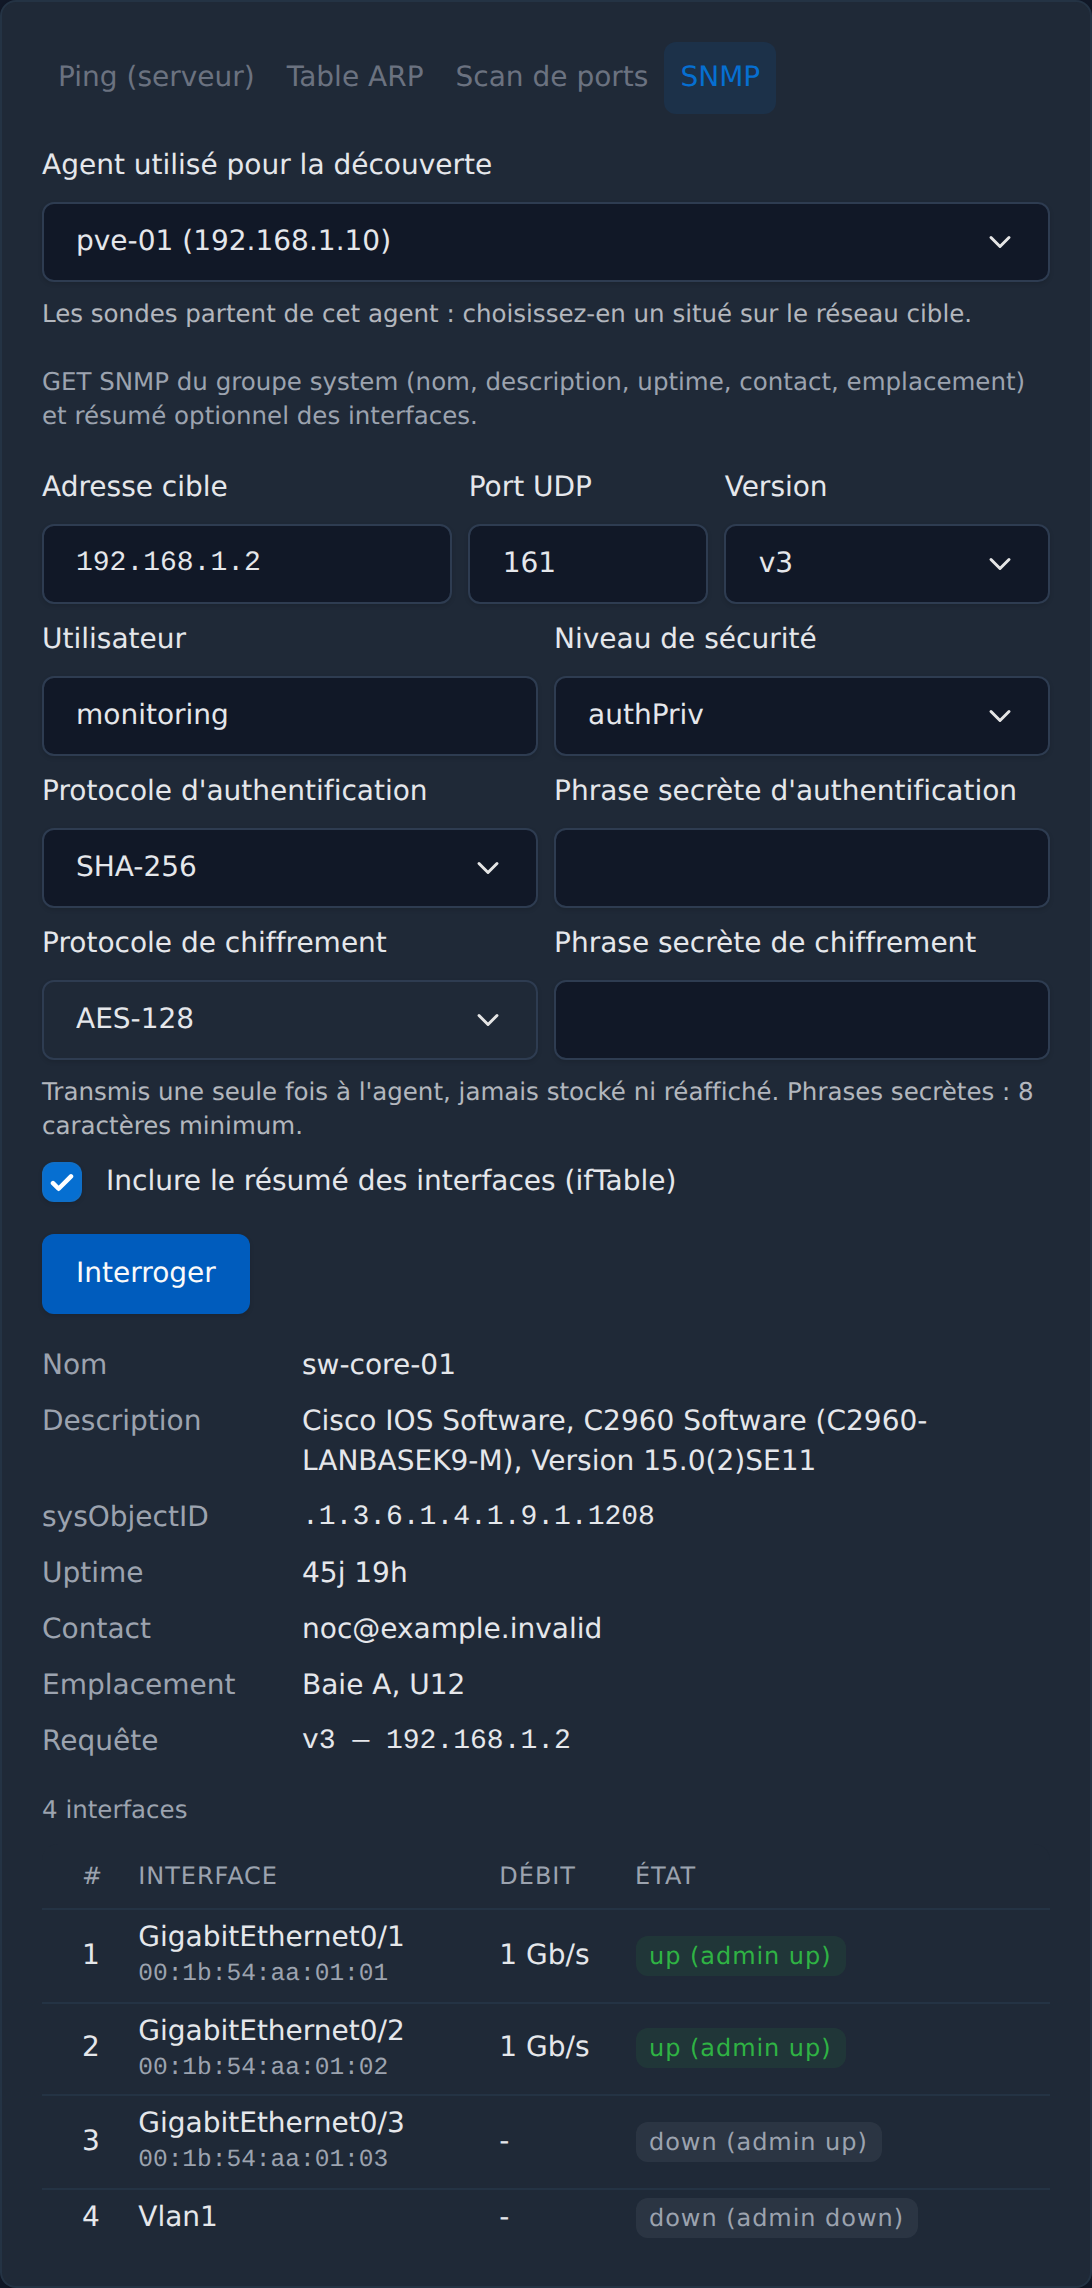 Ping (serveur) Table ARP Scan de ports SNMP
Agent utilisé pour la découverte
pve-01 (192.168.1.10)
Les sondes partent de cet agent : choisissez-en un situé sur le réseau cible.
GET SNMP du groupe system (nom, description, uptime, contact, emplacement)
et résumé optionnel des interfaces.
Adresse cible Port UDP Version
192.168.1.2 161 v3
Utilisateur Niveau de sécurité
monitoring authPriv
Protocole d'authentification Phrase secrète d'authentification
SHA-256
Protocole de chiffrement Phrase secrète de chiffrement
AES-128
Transmis une seule fois à l'agent, jamais stocké ni réaffiché. Phrases secrètes : 8
caractères minimum.
Inclure le résumé des interfaces (ifTable)
Interroger
Nom sw-core-01
Description Cisco IOS Software, C2960 Software (C2960-
LANBASEK9-M), Version 15.0(2)SE11
sysObjectID .1.3.6.1.4.1.9.1.1208
Uptime 45j 19h
Contact noc@example.invalid
Emplacement Baie A, U12
Requête v3 — 192.168.1.2
4 interfaces
# INTERFACE DÉBIT ÉTAT
1 GigabitEthernet0/1 1 Gb/s up (admin up)
00:1b:54:aa:01:01
2 GigabitEthernet0/2 1 Gb/s up (admin up)
00:1b:54:aa:01:02
3 GigabitEthernet0/3 - down (admin up)
00:1b:54:aa:01:03
4 Vlan1 - down (admin down)